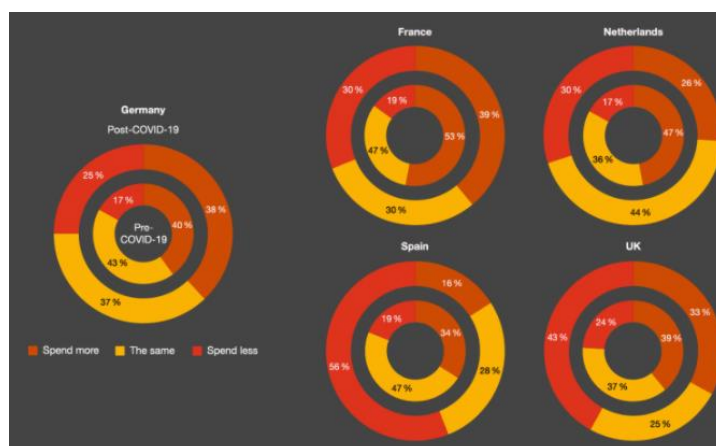 France
Netherlands
30 %
19 %
53 %
39 %
47 %
30 %
30 %
17 %
26 %
47 %
36 %
44 %
Germany
Post-COVID-19
25 %
17 %
38 %
40 %
Pre-
COVID-19
43 %
37 %
Spain
UK
16 %
19 %
34 %
56 %
28 %
47 %
24 %
33 %
43 %
39 %
37 %
25 %
Spend more
The same
Spend less